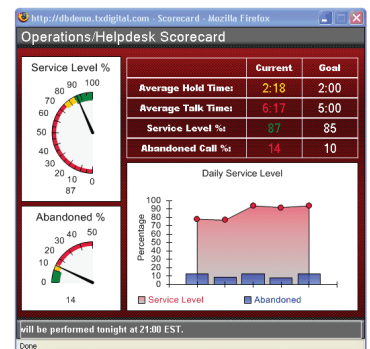 http://dbdemo.txdigital.com - Scorecard - Mozilla Firefox
Operations/Helpdesk Scorecard
Service Level %
100
90
80
70
60
50
40
30
20
10
0
87
Current Goal
Average Hold Time: 2:18 2:00
Average Talk Time: 6:17 5:00
Service Level %: 87 85
Abandoned Call %: 14 10
Abandoned %
50
40
30
20
10
0
14
Daily Service Level
Percentage
100
90
80
70
60
50
40
30
20
10
0
Service Level Abandoned
will be performed tonight at 21:00 EST.
Done